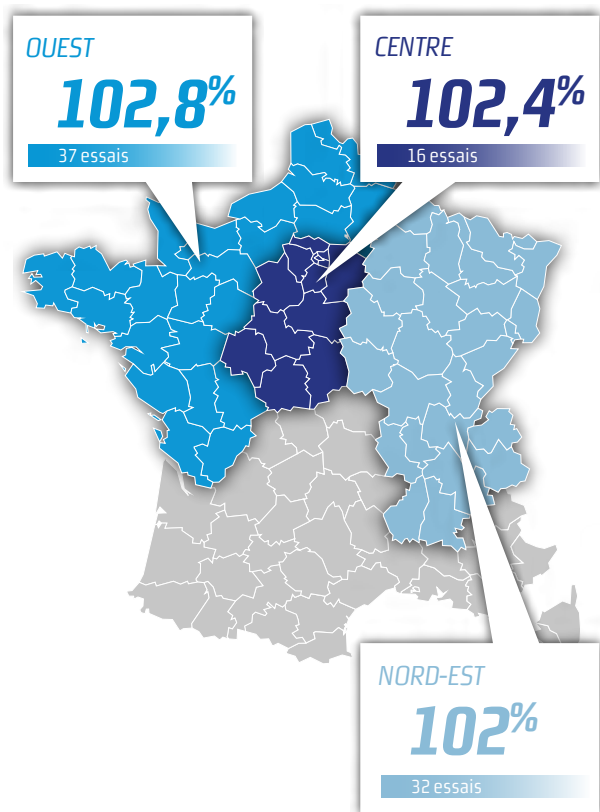 OUEST
102,8%
37 essais
CENTRE
102,4%
16 essais
NORD-EST
102%
32 essais